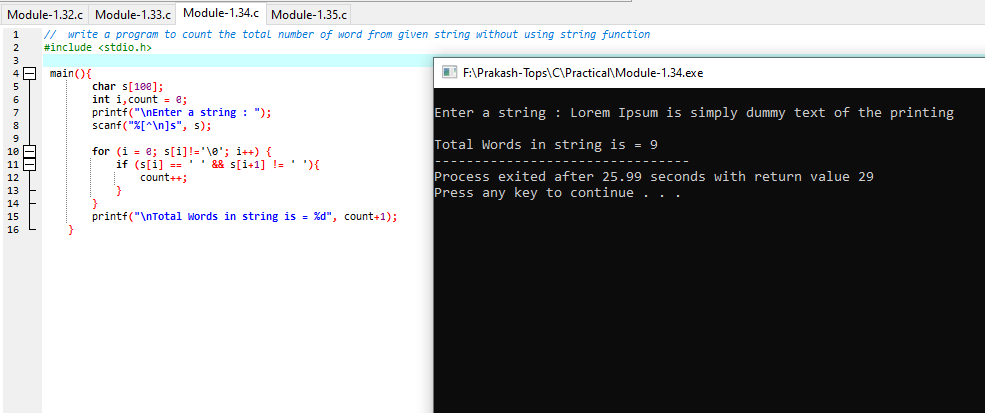 Module-1.32.c Module-1.33.c Module-1.34.c Module-1.35.c
1 // write a program to count the total number of word from given string without using string function
2 #include <stdio.h>
3
4 main(){
5 char s[100];
6 int i,count = 0;
7 printf("\nEnter a string : ");
8 scanf("%[^\n]s", s);
9
10 for (i = 0; s[i]!='\0'; i++) {
11 if (s[i] == ' ' && s[i+1] != ' '){
12 count++;
13 }
14 }
15 printf("\nTotal Words in string is = %d", count+1);
16 }
F:\Prakash-Tops\C\Practical\Module-1.34.exe
Enter a string : Lorem Ipsum is simply dummy text of the printing
Total Words in string is = 9
--------------------------------
Process exited after 25.99 seconds with return value 29
Press any key to continue . . .